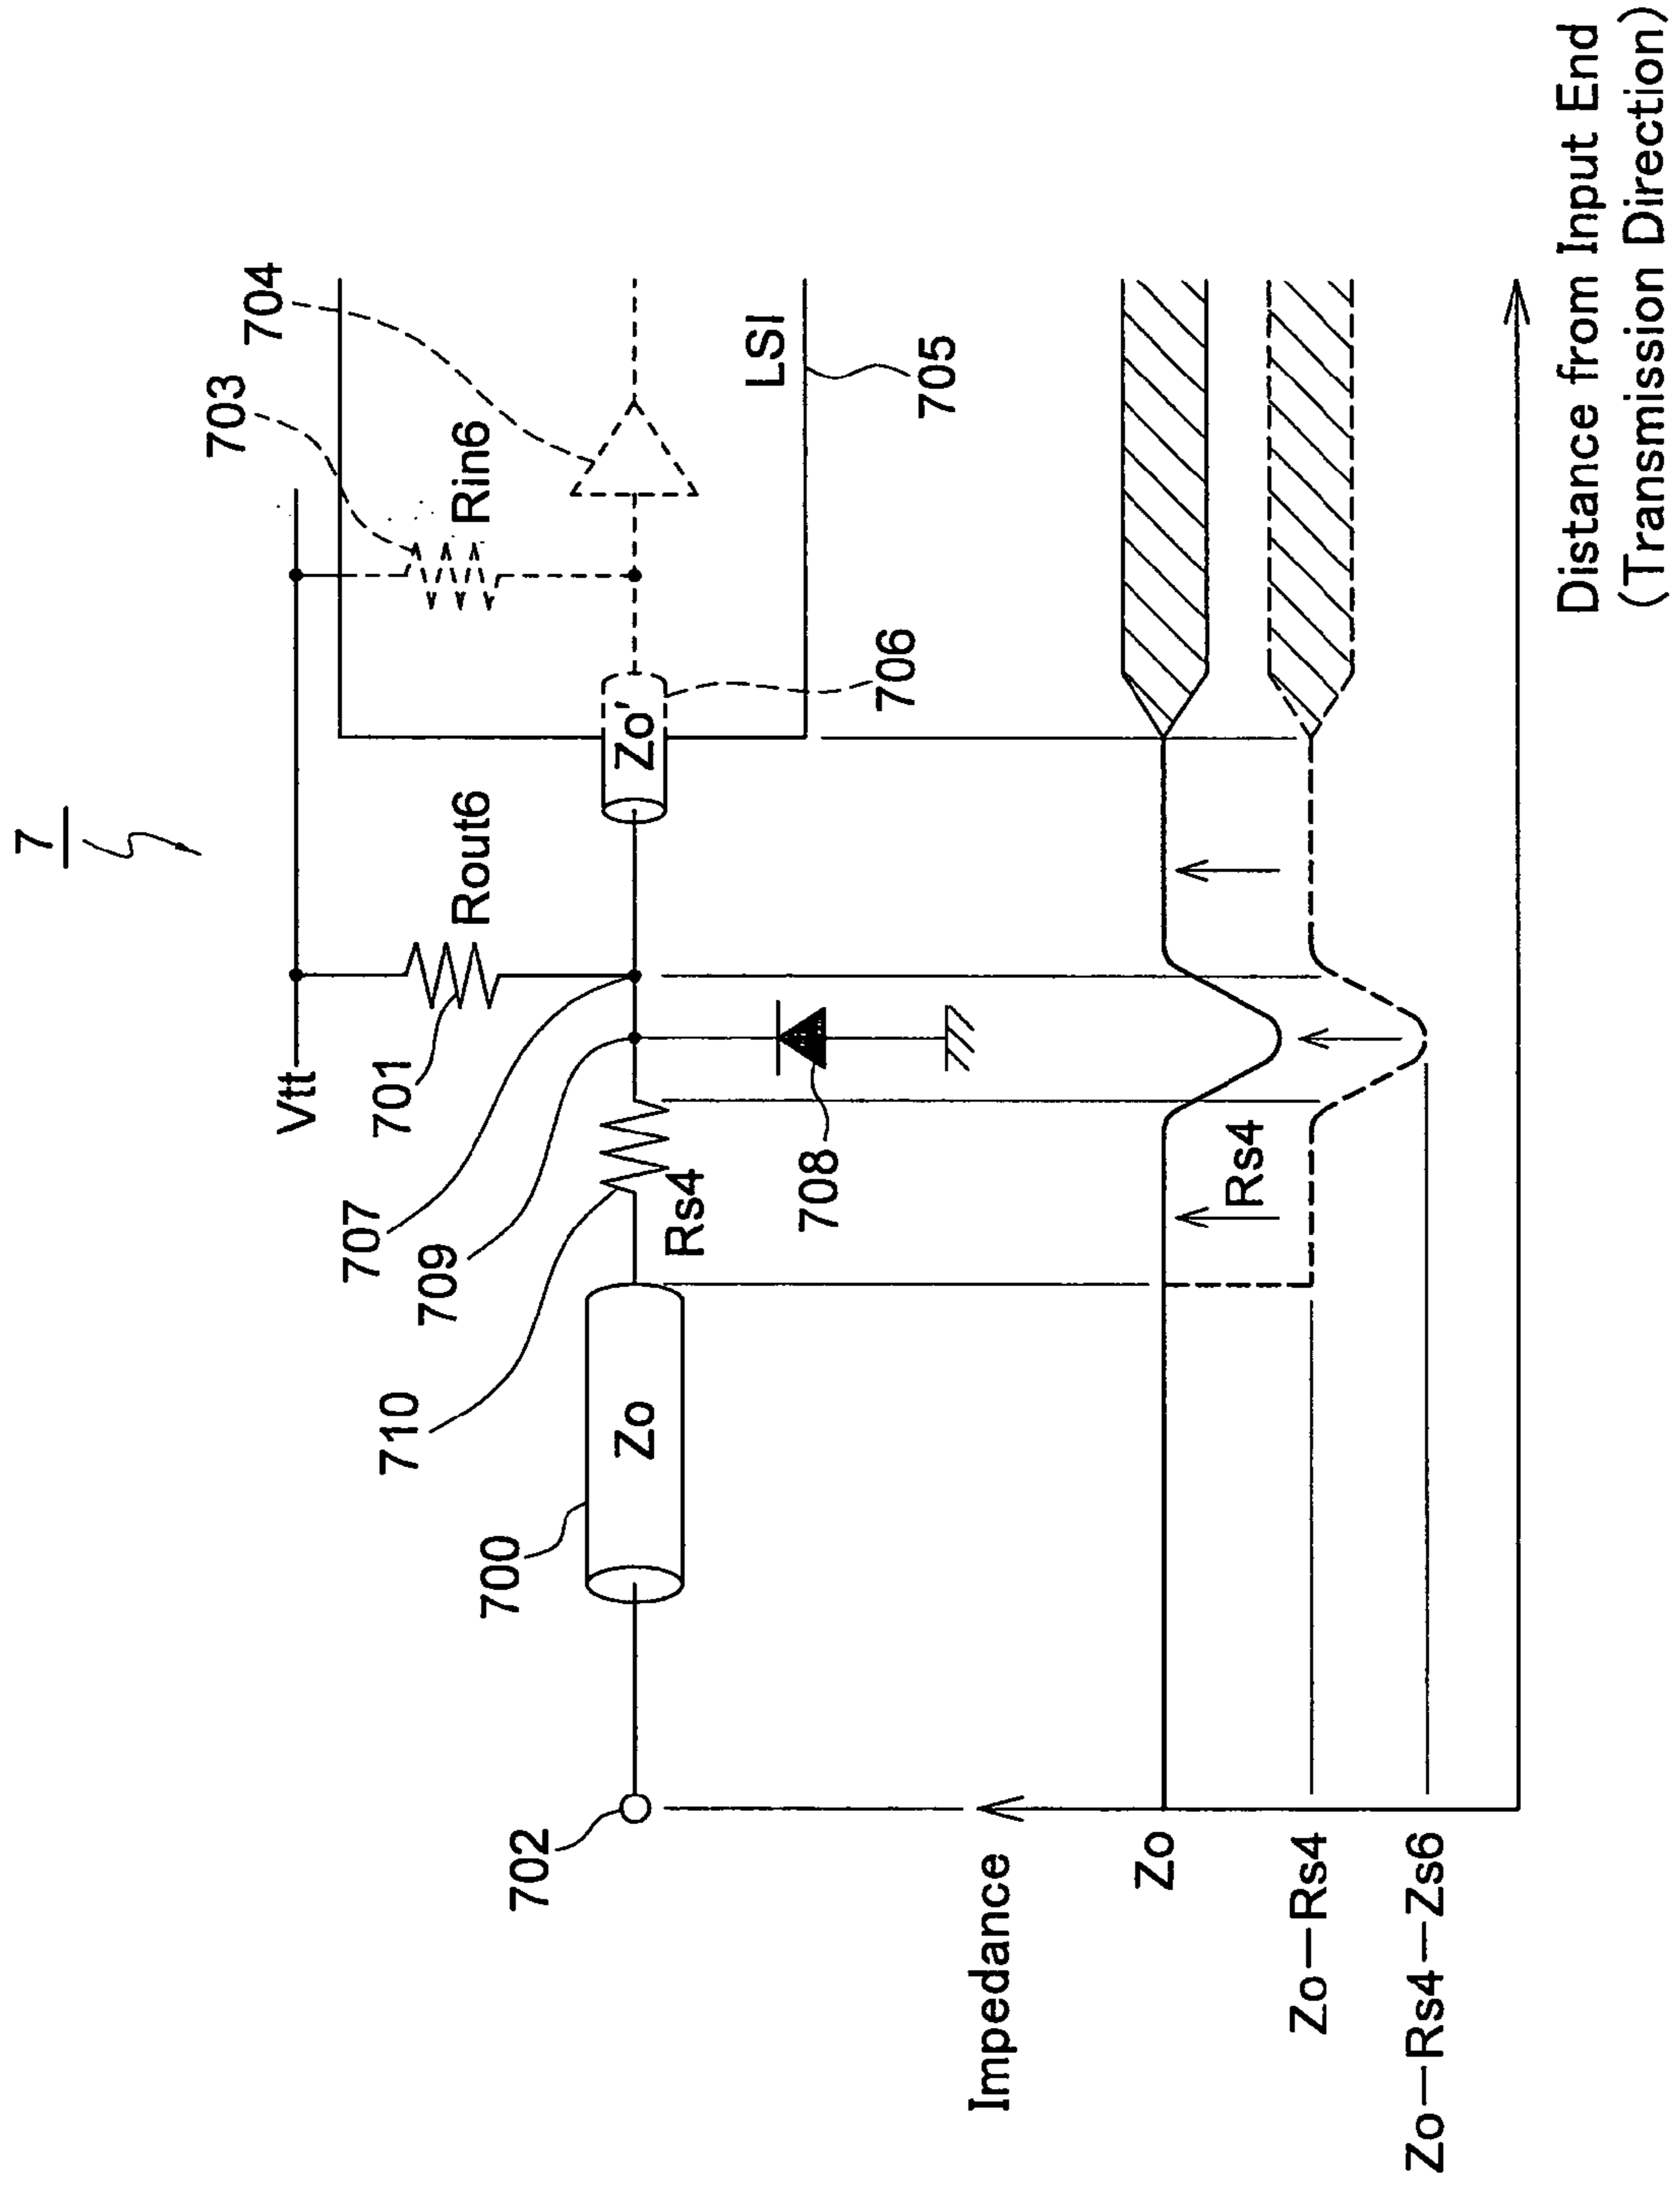 7
Vtt
701
Rout6
703
704
Rin6
707
709
710
700
702
Zo
Rs4
708
Zo'
706
LSI
705
Impedance
Zo
Zo−Rs4
Zo−Rs4−Zs6
Rs4
Distance from Input End
(Transmission Direction)